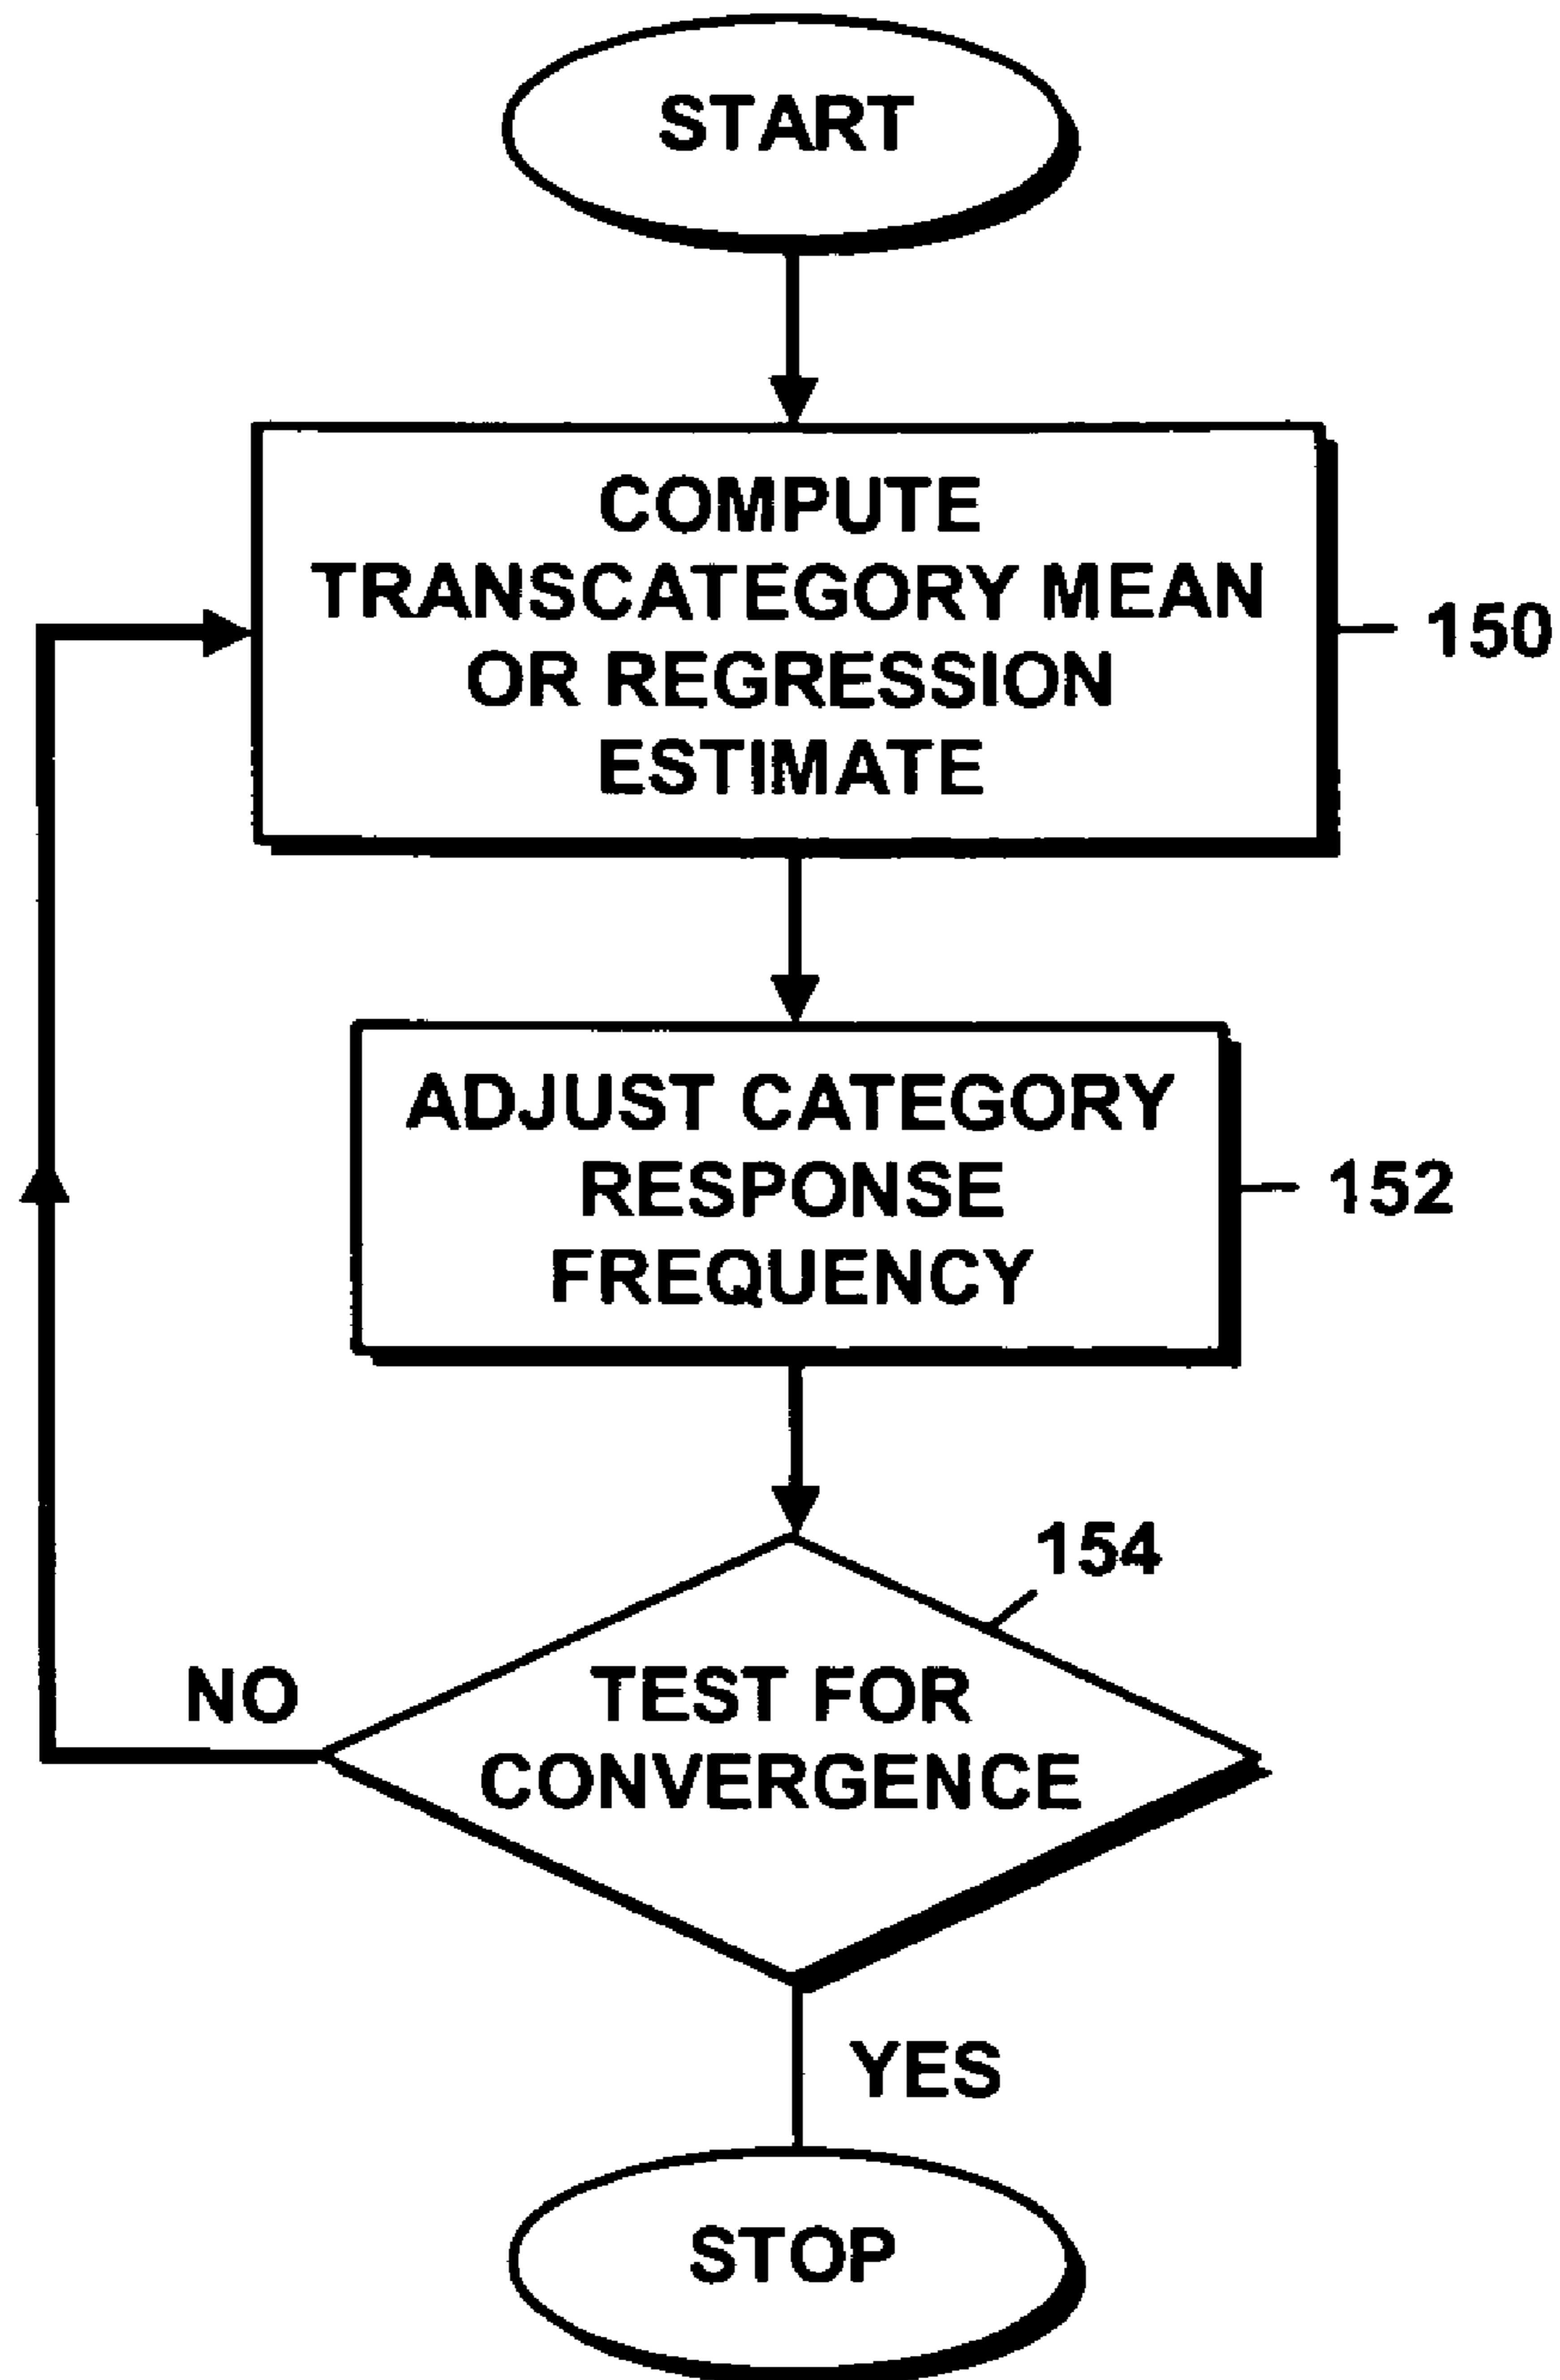 START
COMPUTE
TRANSCATEGORY MEAN
OR REGRESSION
ESTIMATE
150
ADJUST CATEGORY
RESPONSE
FREQUENCY
152
154
TEST FOR
CONVERGENCE
NO
YES
STOP